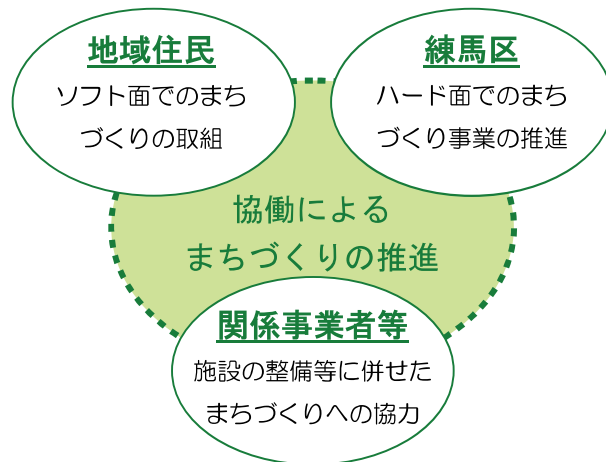 地域住民
ソフト面でのまち
づくりの取組
練馬区
ハード面でのまち
づくり事業の推進
協働による
まちづくりの推進
関係事業者等
施設の整備等に併せた
まちづくりへの協力